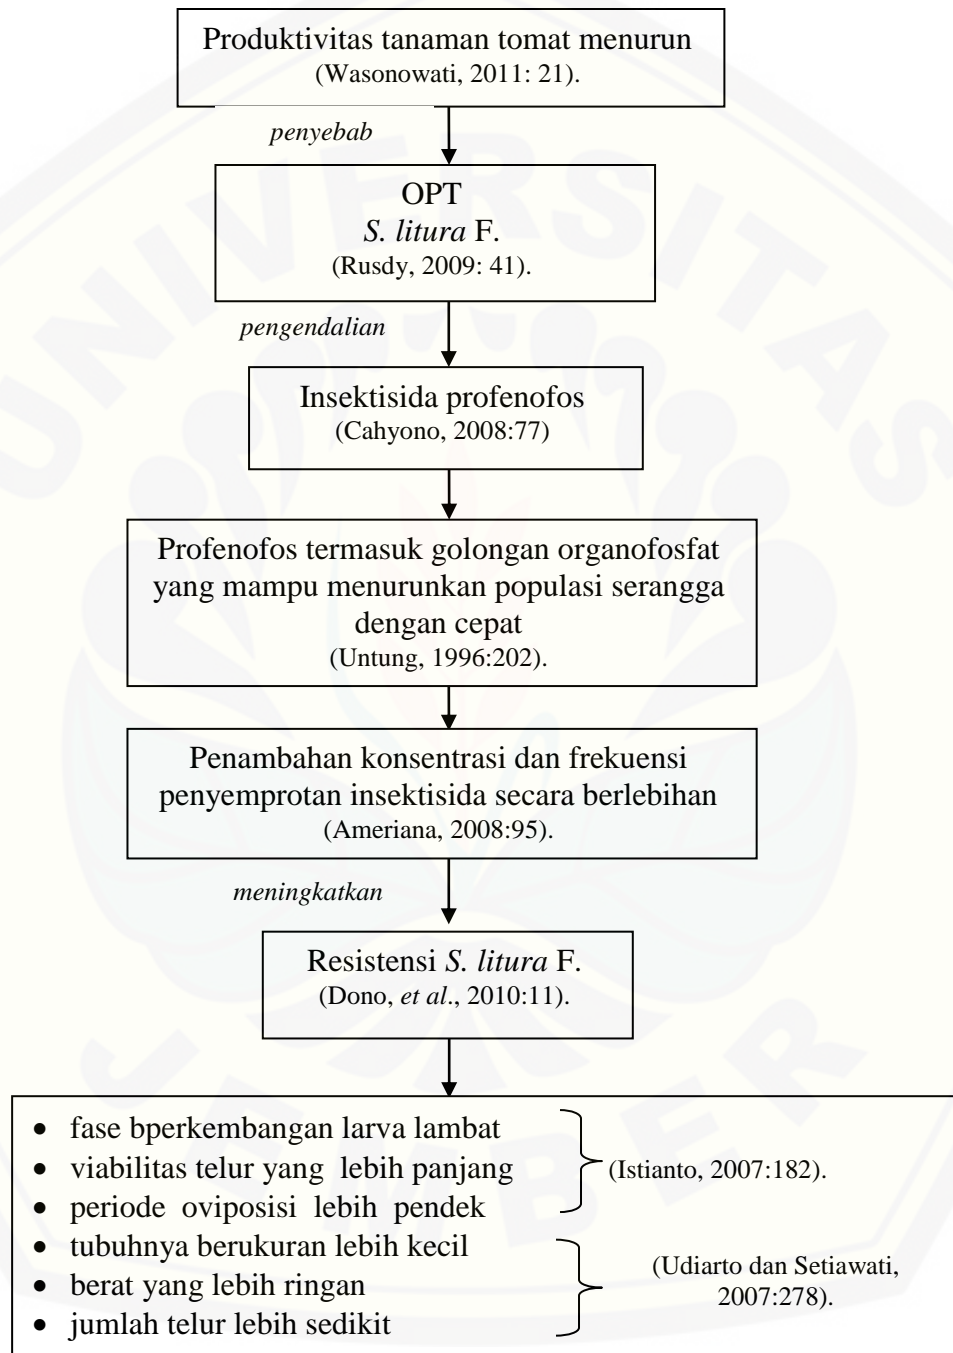 Produktivitas tanaman tomat menurun
(Wasonowati, 2011: 21).
penyebab
OPT
S. litura F.
(Rusdy, 2009: 41).
pengendalian
Insektisida profenofos
(Cahyono, 2008:77)
Profenofos termasuk golongan organofosfat
yang mampu menurunkan populasi serangga
dengan cepat
(Untung, 1996:202).
Penambahan konsentrasi dan frekuensi
penyemprotan insektisida secara berlebihan
(Ameriana, 2008:95).
meningkatkan
Resistensi S. litura F.
(Dono, et al., 2010:11).
• fase bperkembangan larva lambat
• viabilitas telur yang lebih panjang
• periode oviposisi lebih pendek
(Istianto, 2007:182).
• tubuhnya berukuran lebih kecil
• berat yang lebih ringan
• jumlah telur lebih sedikit
(Udiarto dan Setiawati,
2007:278).
UNIVERSITAS
JEMBER